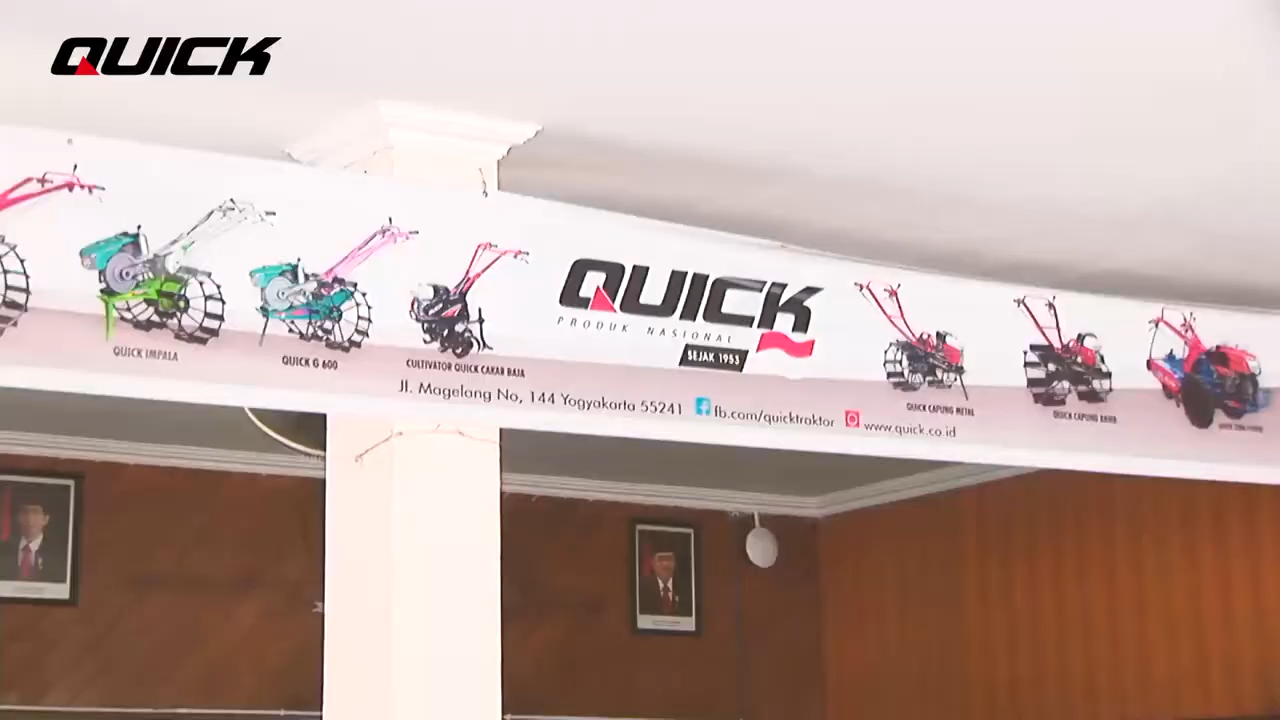 QUICK
QUICK IMPALA
QUICK G 600
CULTIVATOR QUICK CAKAR BAJA
QUICK
PRODUK NASIONAL
SEJAK 1953
Jl. Magelang No, 144 Yogyakarta 55241 fb.com/quicktraktor www.quick.co.id
QUICK CAPUNG METAL
QUICK CAPUNG